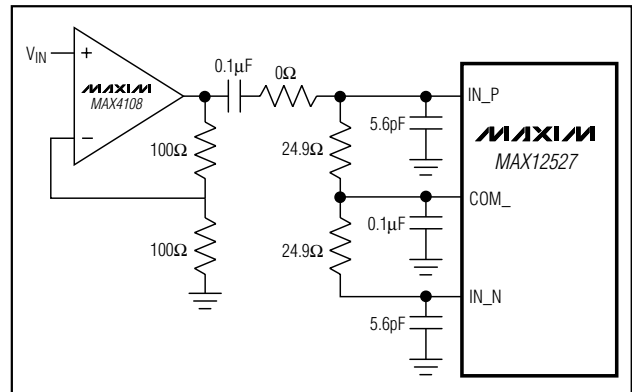 VIN
+
−
MAXIM
MAX4108
0.1µF
0Ω
100Ω
100Ω
24.9Ω
24.9Ω
5.6pF
0.1µF
5.6pF
IN_P
COM_
IN_N
MAXIM
MAX12527